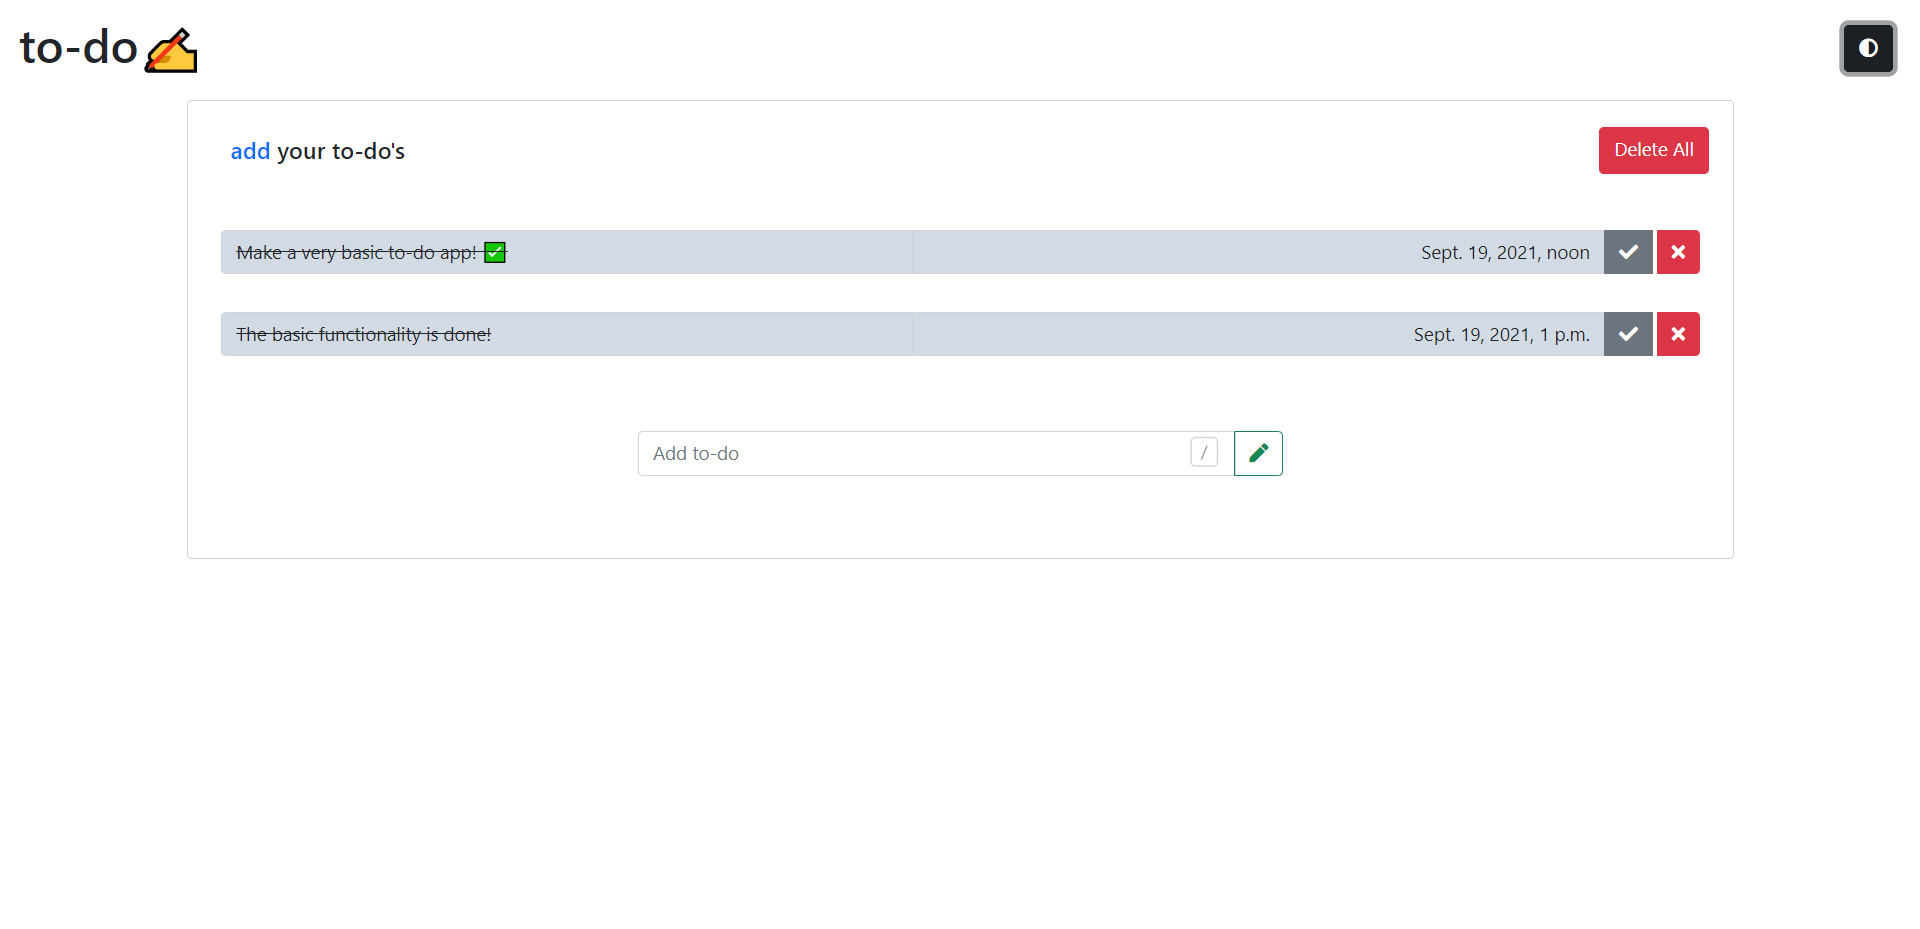 to-do✍
add your to-do's
Delete All
Make a very basic to-do app! ✅
Sept. 19, 2021, noon
The basic functionality is done!
Sept. 19, 2021, 1 p.m.
Add to-do
/